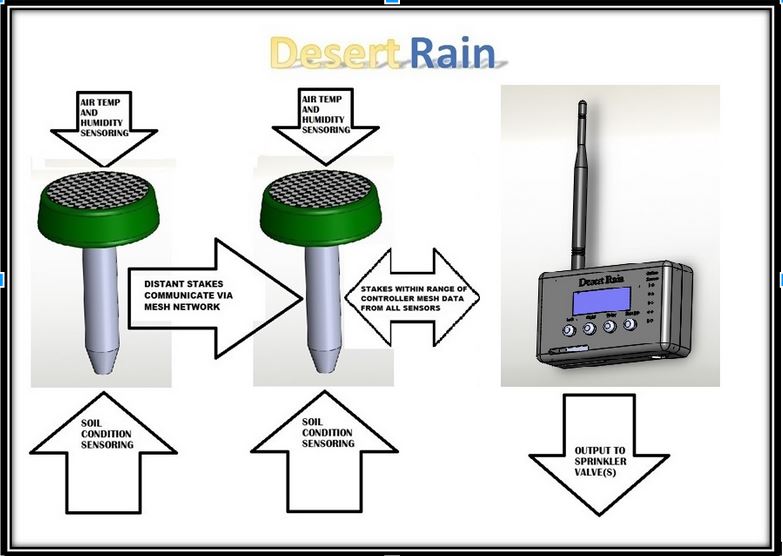 Desert Rain
AIR TEMP
AND
HUMIDITY
SENSORING
AIR TEMP
AND
HUMIDITY
SENSORING
DISTANT STAKES
COMMUNICATE VIA
MESH NETWORK
STAKES WITHIN RANGE OF
CONTROLLER MESH DATA
FROM ALL SENSORS
Desert Rain
SOIL
CONDITION
SENSORING
SOIL
CONDITION
SENSORING
OUTPUT TO
SPRINKLER
VALVE(S)